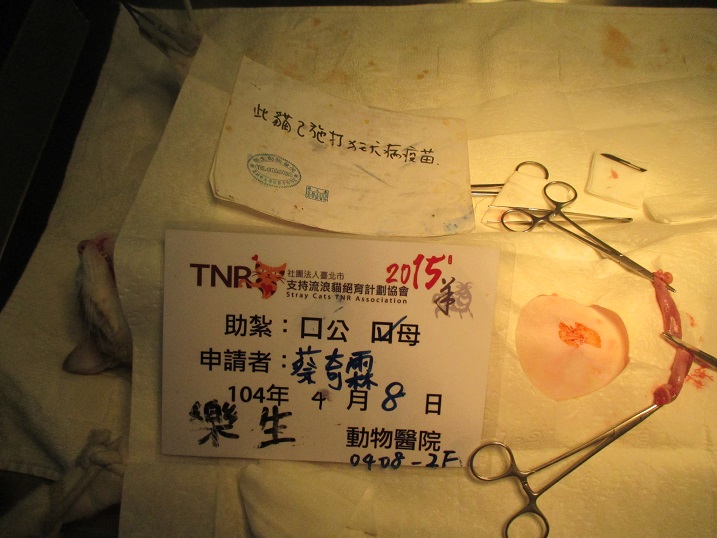 此貓已施打狂犬病疫苗.
TNR 社團法人臺北市
支持流浪貓絕育計劃協會
Stray Cats TNR Association
2015'
羊
助紮：□公 ☑母
申請者：蔡奇霖
104年 4 月 8 日
樂生 動物醫院
0408-2F